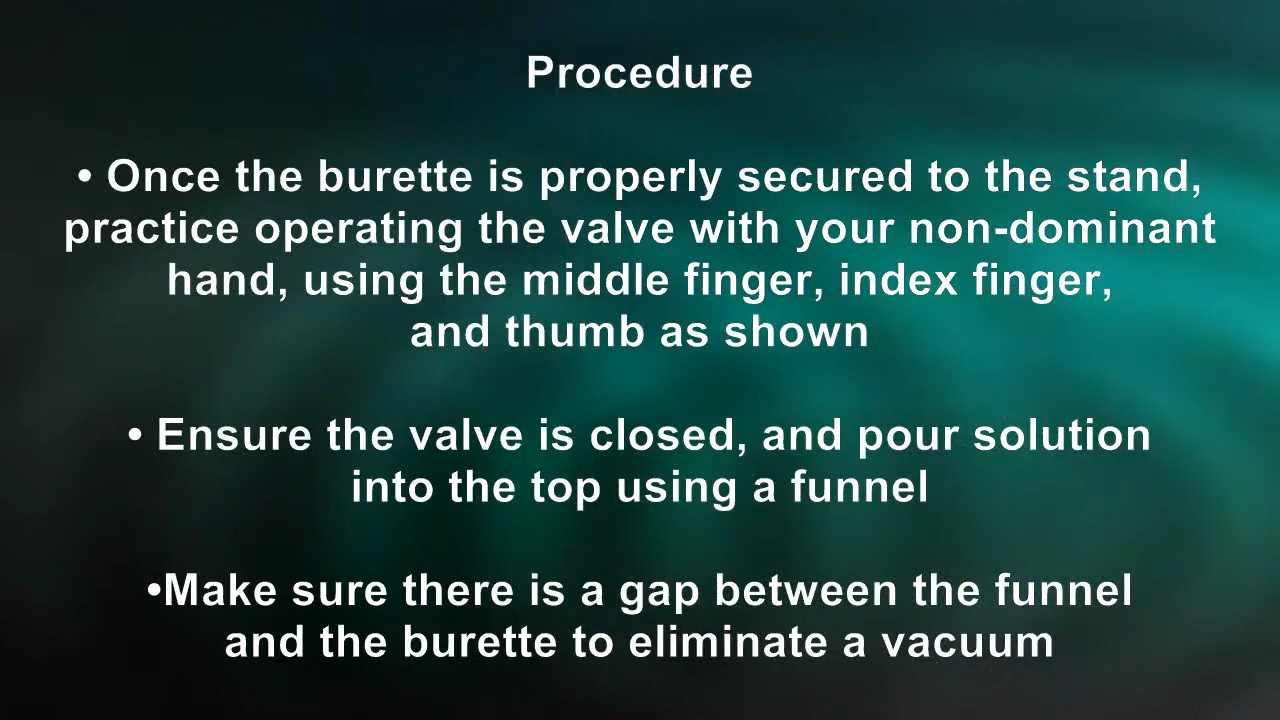 Procedure
• Once the burette is properly secured to the stand,
practice operating the valve with your non-dominant
hand, using the middle finger, index finger,
and thumb as shown
• Ensure the valve is closed, and pour solution
into the top using a funnel
•Make sure there is a gap between the funnel
and the burette to eliminate a vacuum